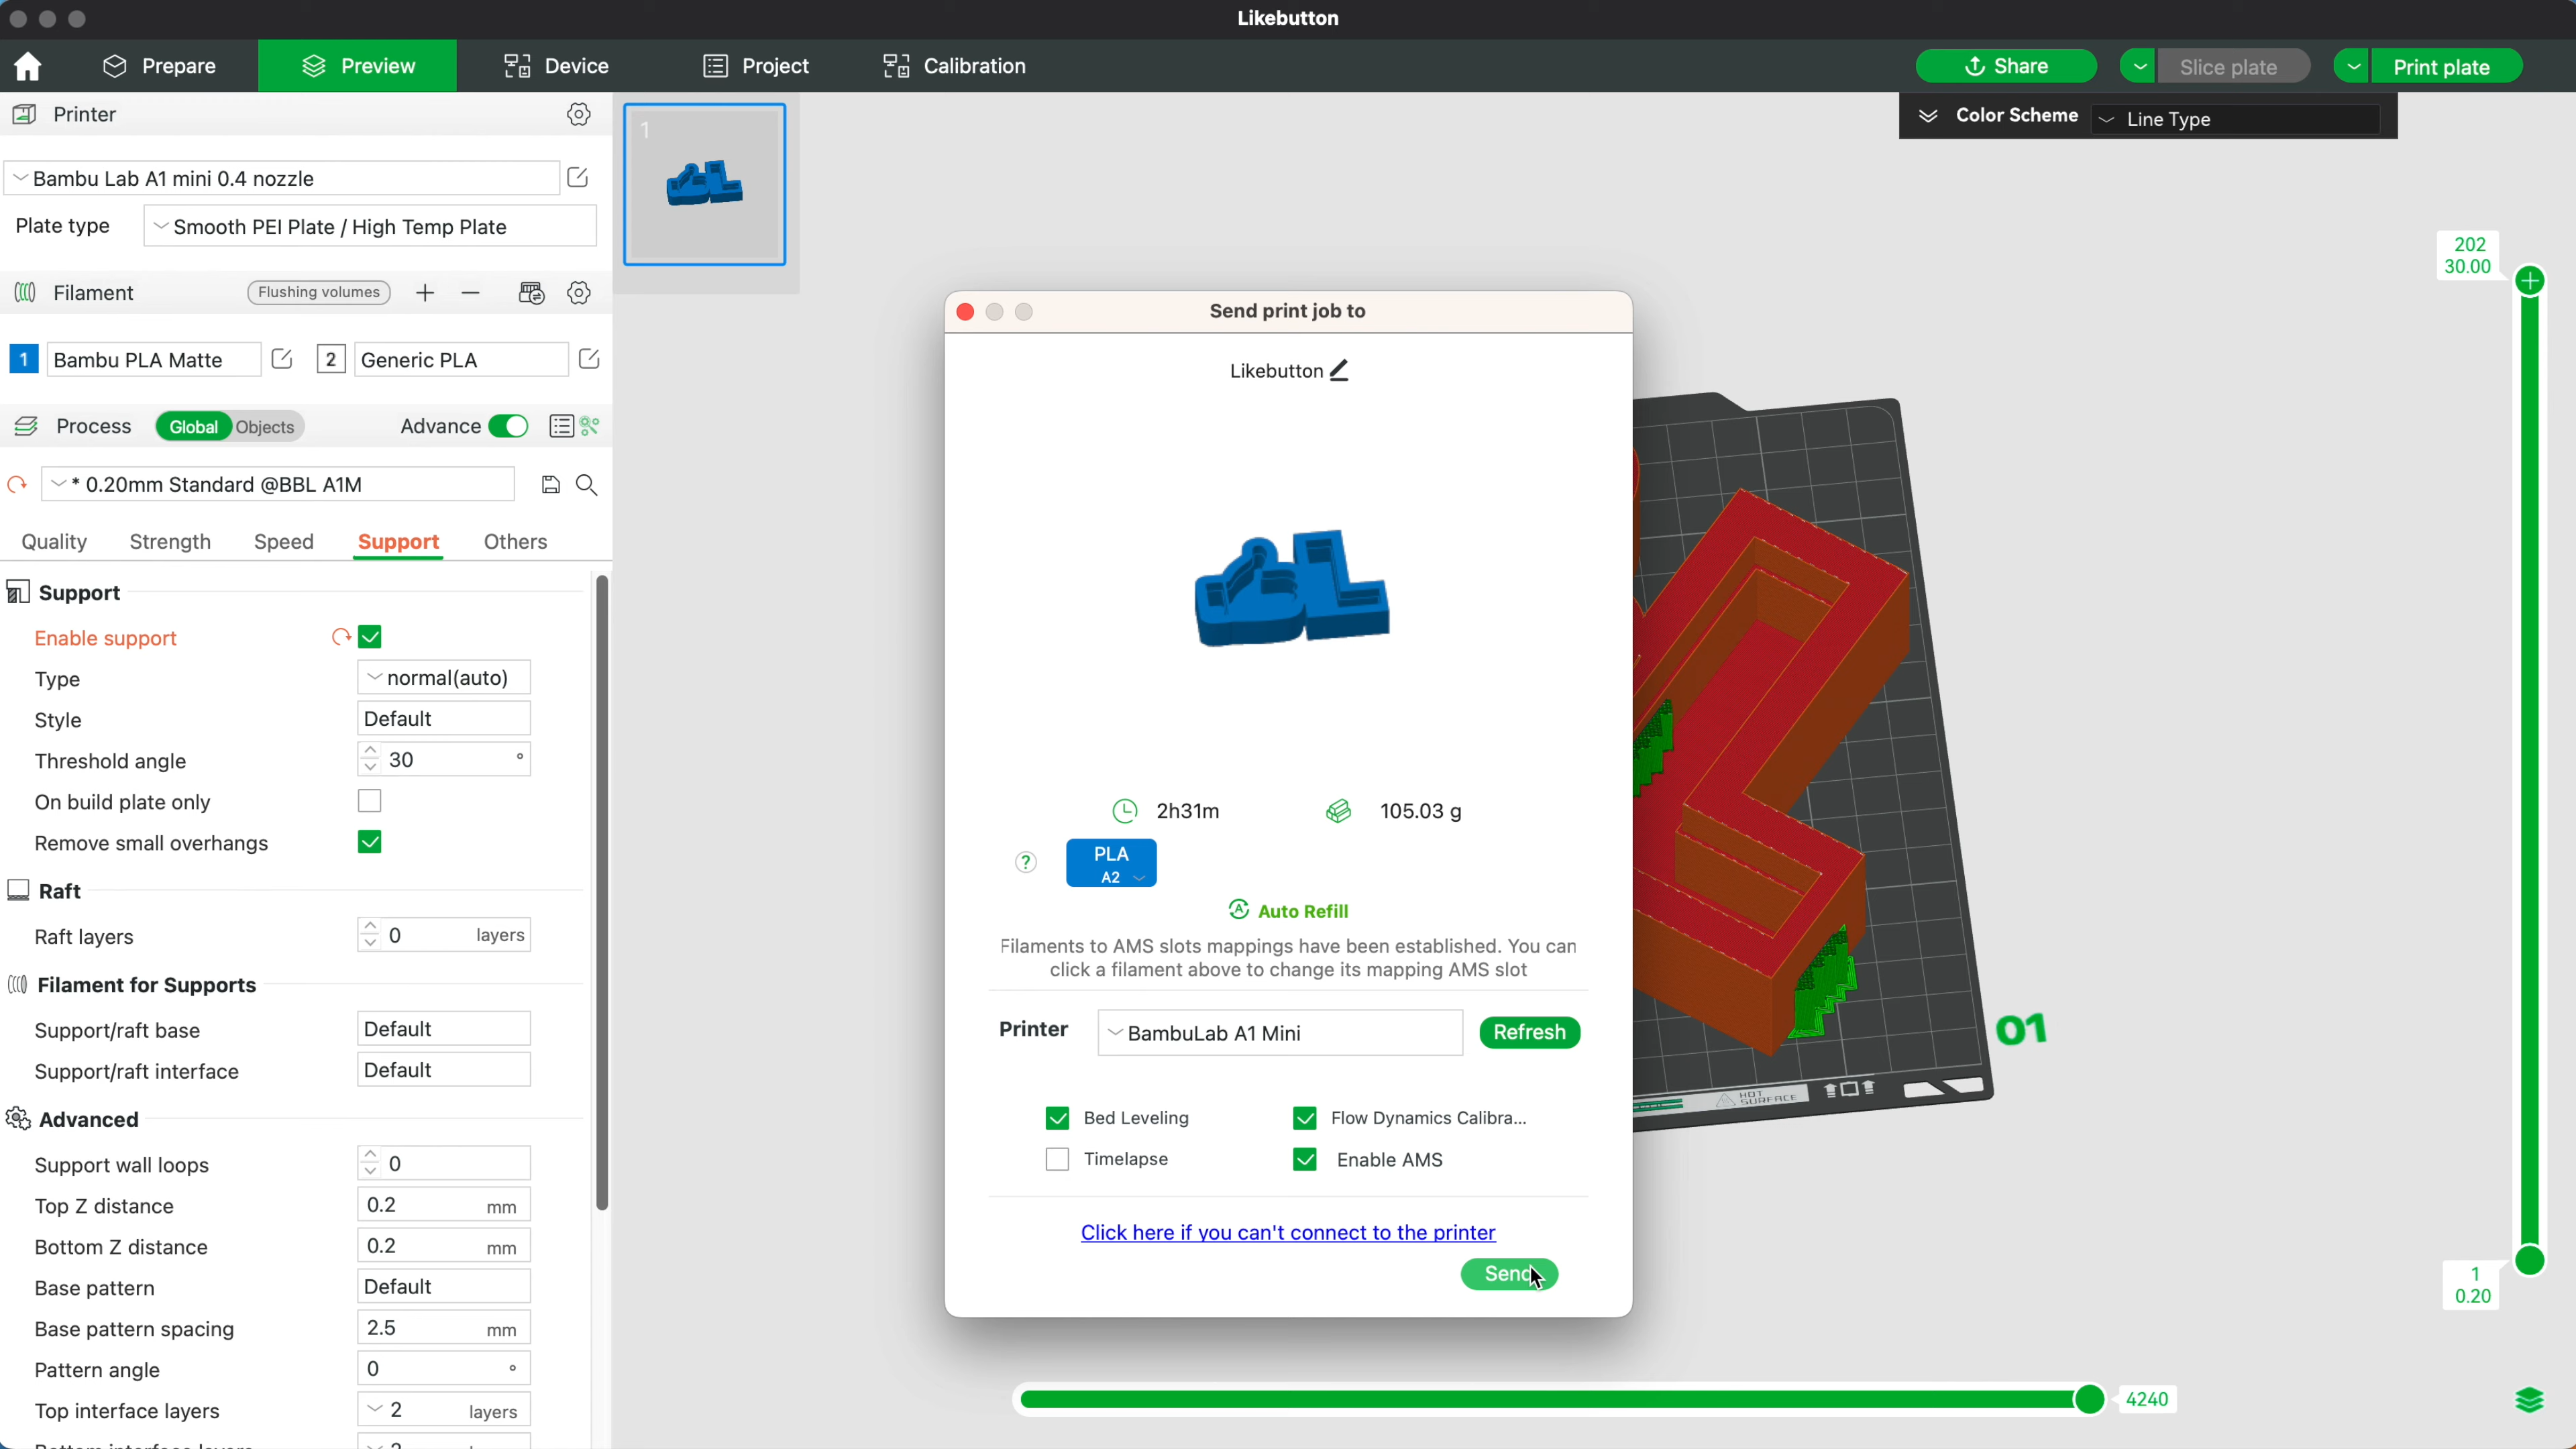 Likebutton
Prepare
Preview
Device
Project
Calibration
Share
Slice plate
Print plate
Printer
Color Scheme
Line Type
1
Bambu Lab A1 mini 0.4 nozzle
Plate type
Smooth PEI Plate / High Temp Plate
Filament
Flushing volumes
1 Bambu PLA Matte
2 Generic PLA
Process
Global Objects
Advance
* 0.20mm Standard @BBL A1M
Quality Strength Speed Support Others
Support
Enable support
Type normal(auto)
Style Default
Threshold angle 30 °
On build plate only
Remove small overhangs
Raft
Raft layers 0 layers
Filament for Supports
Support/raft base Default
Support/raft interface Default
Advanced
Support wall loops 0
Top Z distance 0.2 mm
Bottom Z distance 0.2 mm
Base pattern Default
Base pattern spacing 2.5 mm
Pattern angle 0 °
Top interface layers 2 layers
Send print job to
Likebutton
2h31m 105.03 g
?
PLA
A2
Auto Refill
Filaments to AMS slots mappings have been established. You can
click a filament above to change its mapping AMS slot
Printer BambuLab A1 Mini Refresh
Bed Leveling Flow Dynamics Calibra...
Timelapse Enable AMS
Click here if you can't connect to the printer
Send
01
HOT
SURFACE
202
30.00
1
0.20
4240